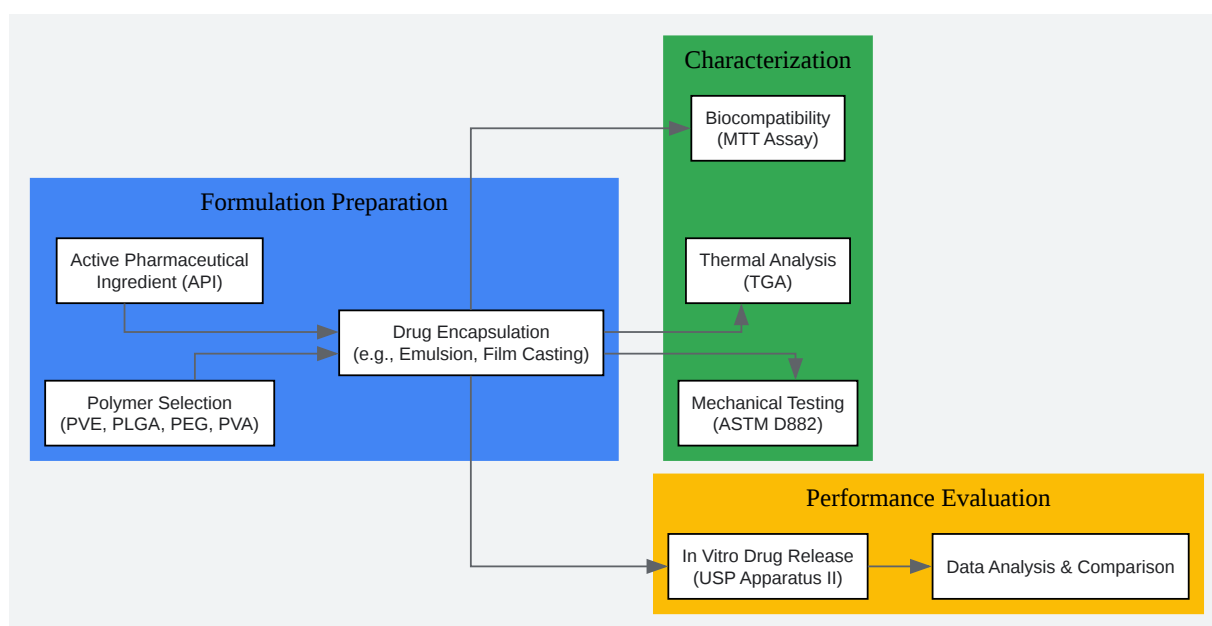 Formulation Preparation
Active Pharmaceutical
Ingredient (API)
Polymer Selection
(PVE, PLGA, PEG, PVA)
Drug Encapsulation
(e.g., Emulsion, Film Casting)
Characterization
Biocompatibility
(MTT Assay)
Thermal Analysis
(TGA)
Mechanical Testing
(ASTM D882)
Performance Evaluation
In Vitro Drug Release
(USP Apparatus II)
Data Analysis & Comparison